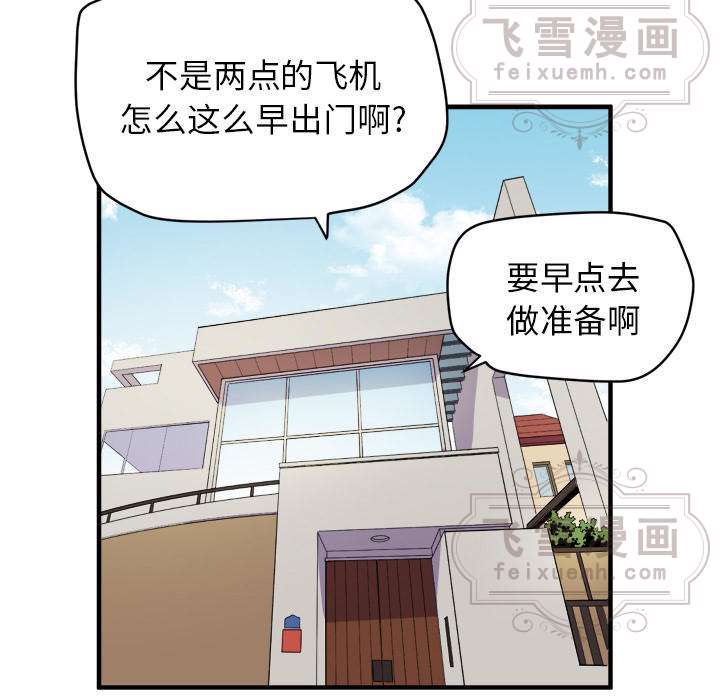 飞雪漫画
feixuemh.com
不是两点的飞机
怎么这么早出门啊?
要早点去
做准备啊
飞雪漫画
feixuemh.com